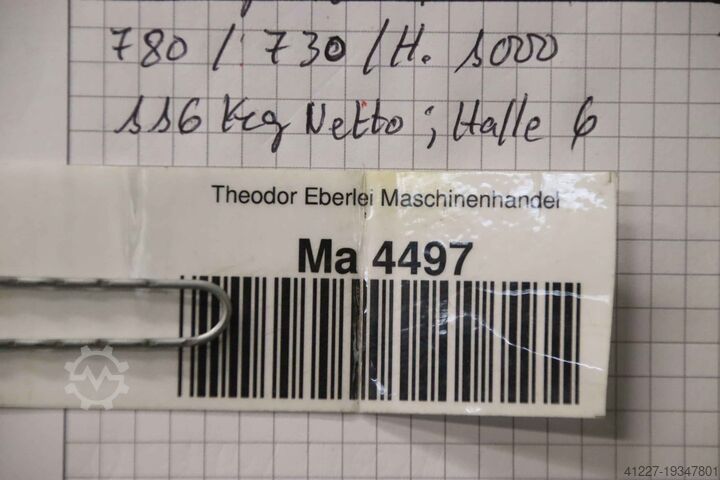 780 / 730 / H. 1000
116 Kg Netto ; Halle 6
Theodor Eberlei Maschinenhandel
Ma 4497
41227-19347801